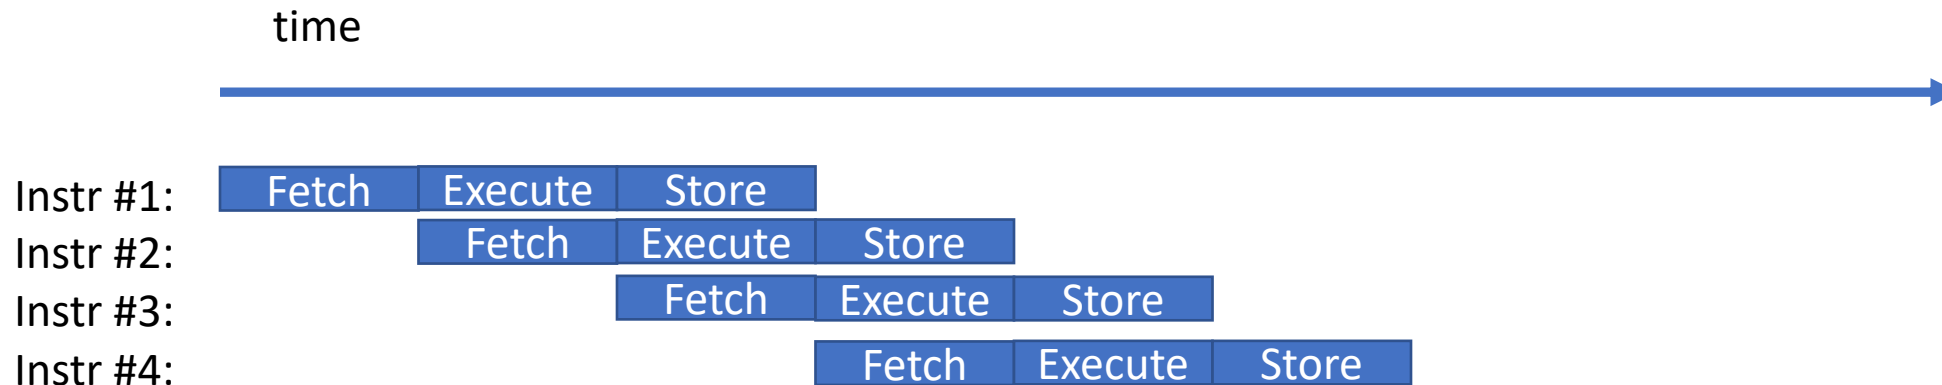 time
Instr #1: Fetch Execute Store
Instr #2: Fetch Execute Store
Instr #3: Fetch Execute Store
Instr #4: Fetch Execute Store